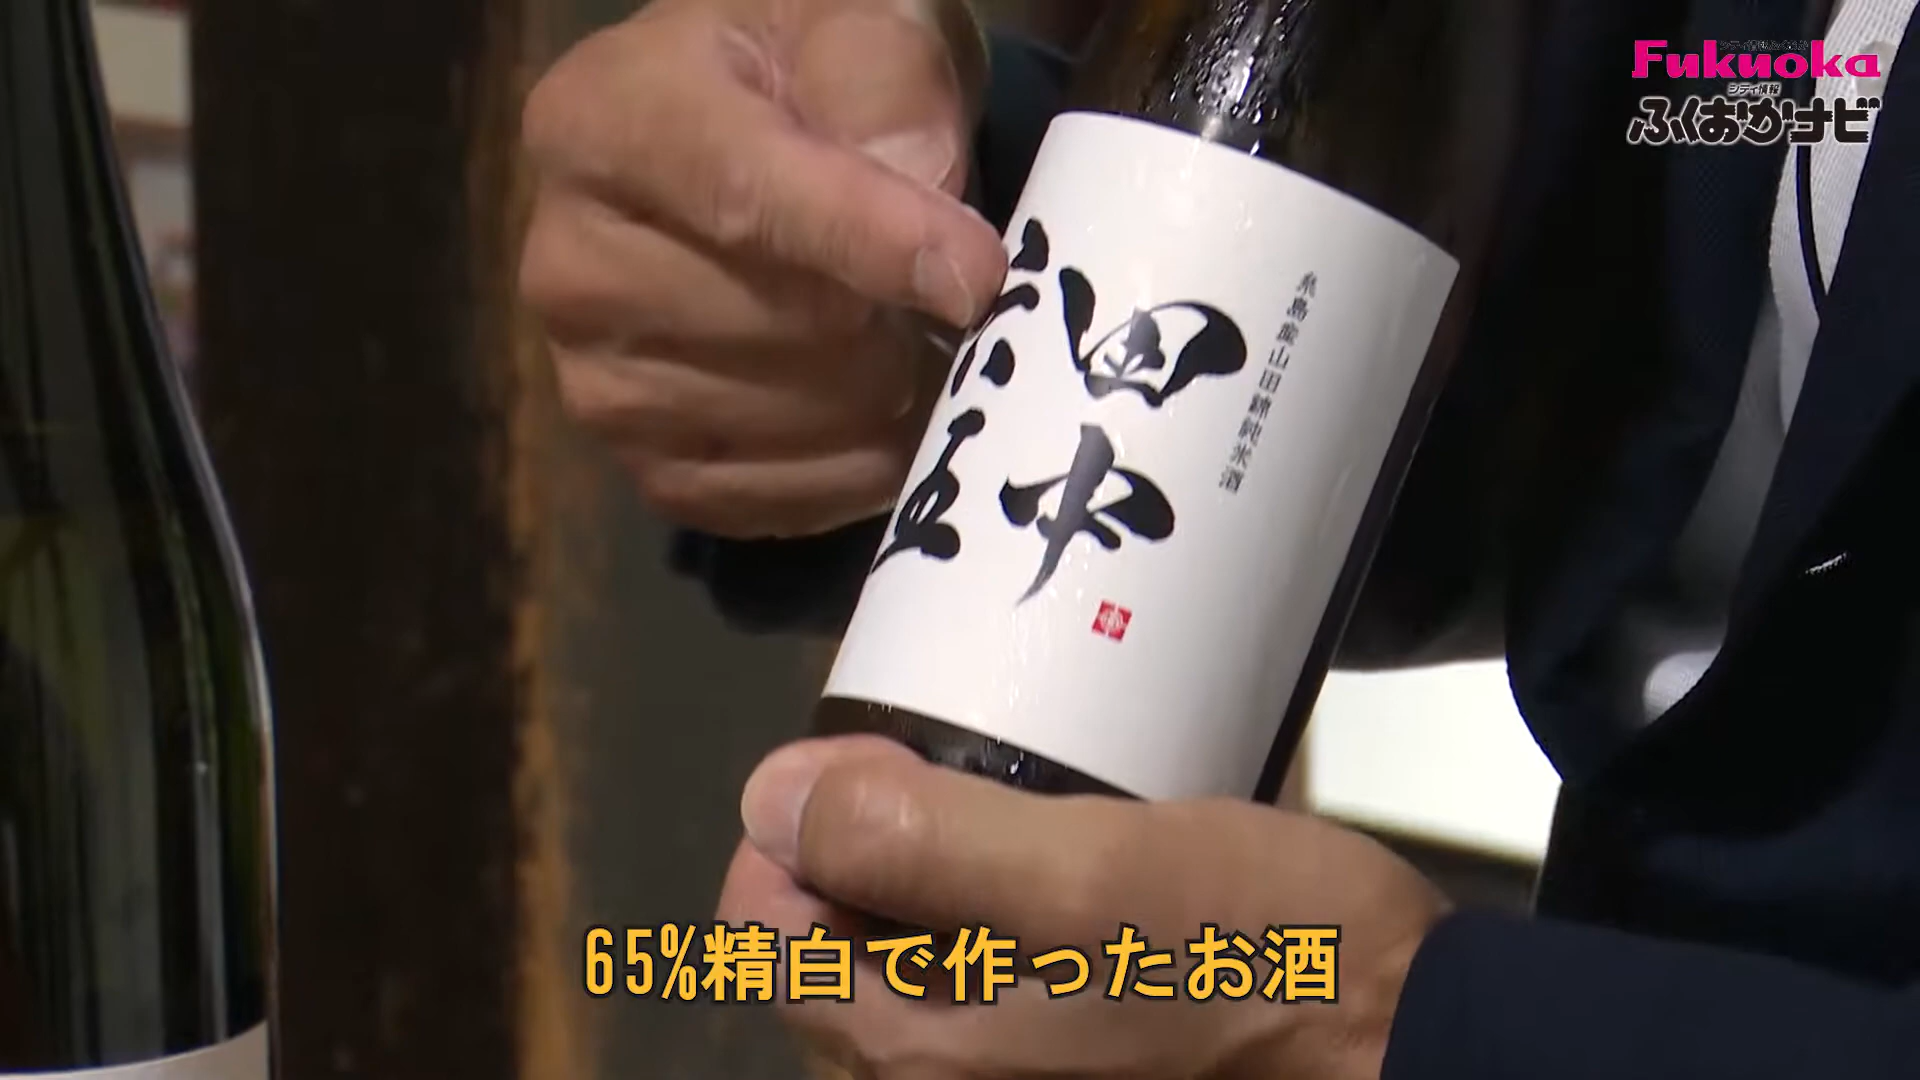 Fukuoka
シティ情報
ふくおかナビ
糸島産山田錦純米酒
田中
六五
65%精白で作ったお酒